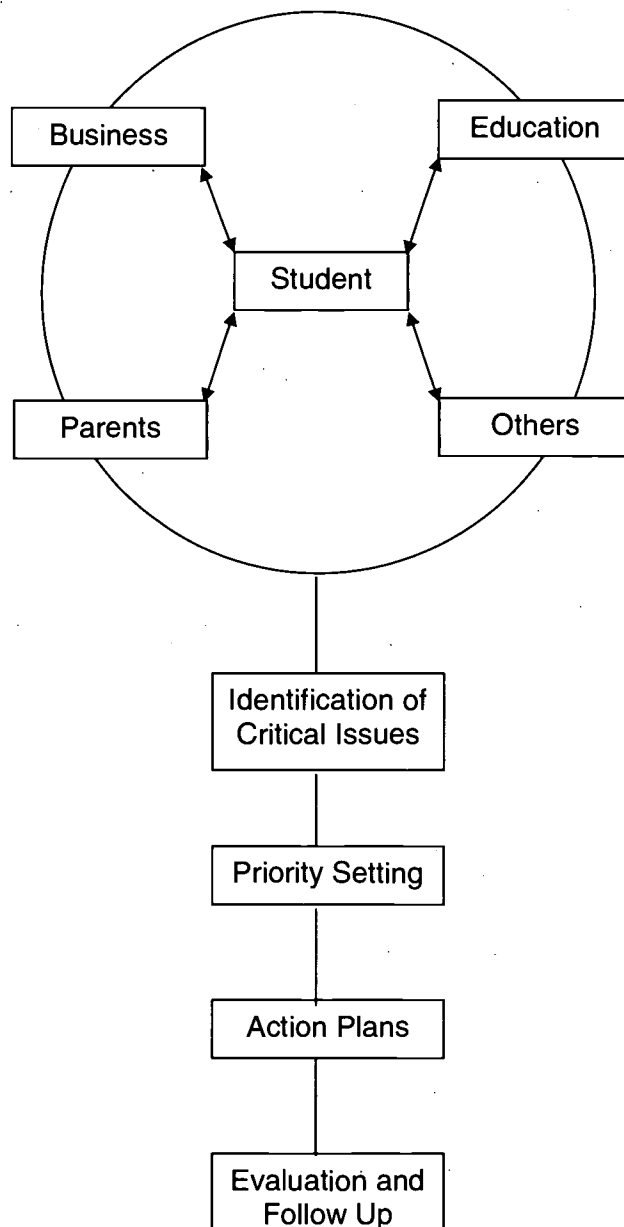 Business
Education
Student
Parents
Others
Identification of
Critical Issues
Priority Setting
Action Plans
Evaluation and
Follow Up